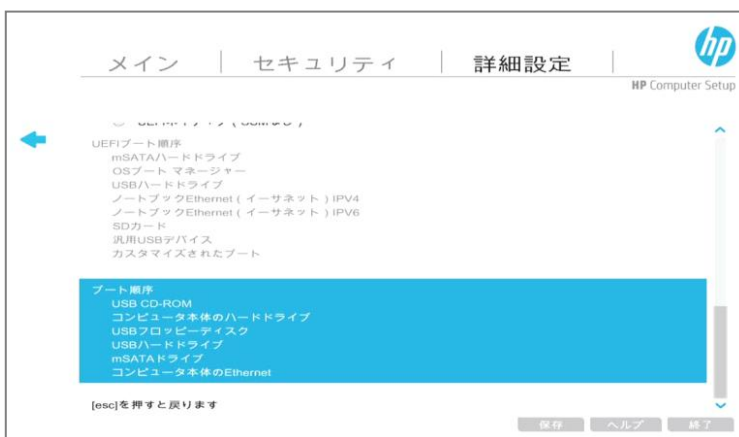 hp
メイン セキュリティ 詳細設定
HP Computer Setup
UEFIブート順序
mSATAハードドライブ
OSブート マネージャー
USBハードドライブ
ノートブックEthernet ( イーサネット ) IPV4
ノートブックEthernet ( イーサネット ) IPV6
SDカード
汎用USBデバイス
カスタマイズされたブート
ブート順序
USB CD-ROM
コンピュータ本体のハードドライブ
USBフロッピーディスク
USBハードドライブ
mSATAドライブ
コンピュータ本体のEthernet
[esc]を押すと戻ります
保存 ヘルプ 終了